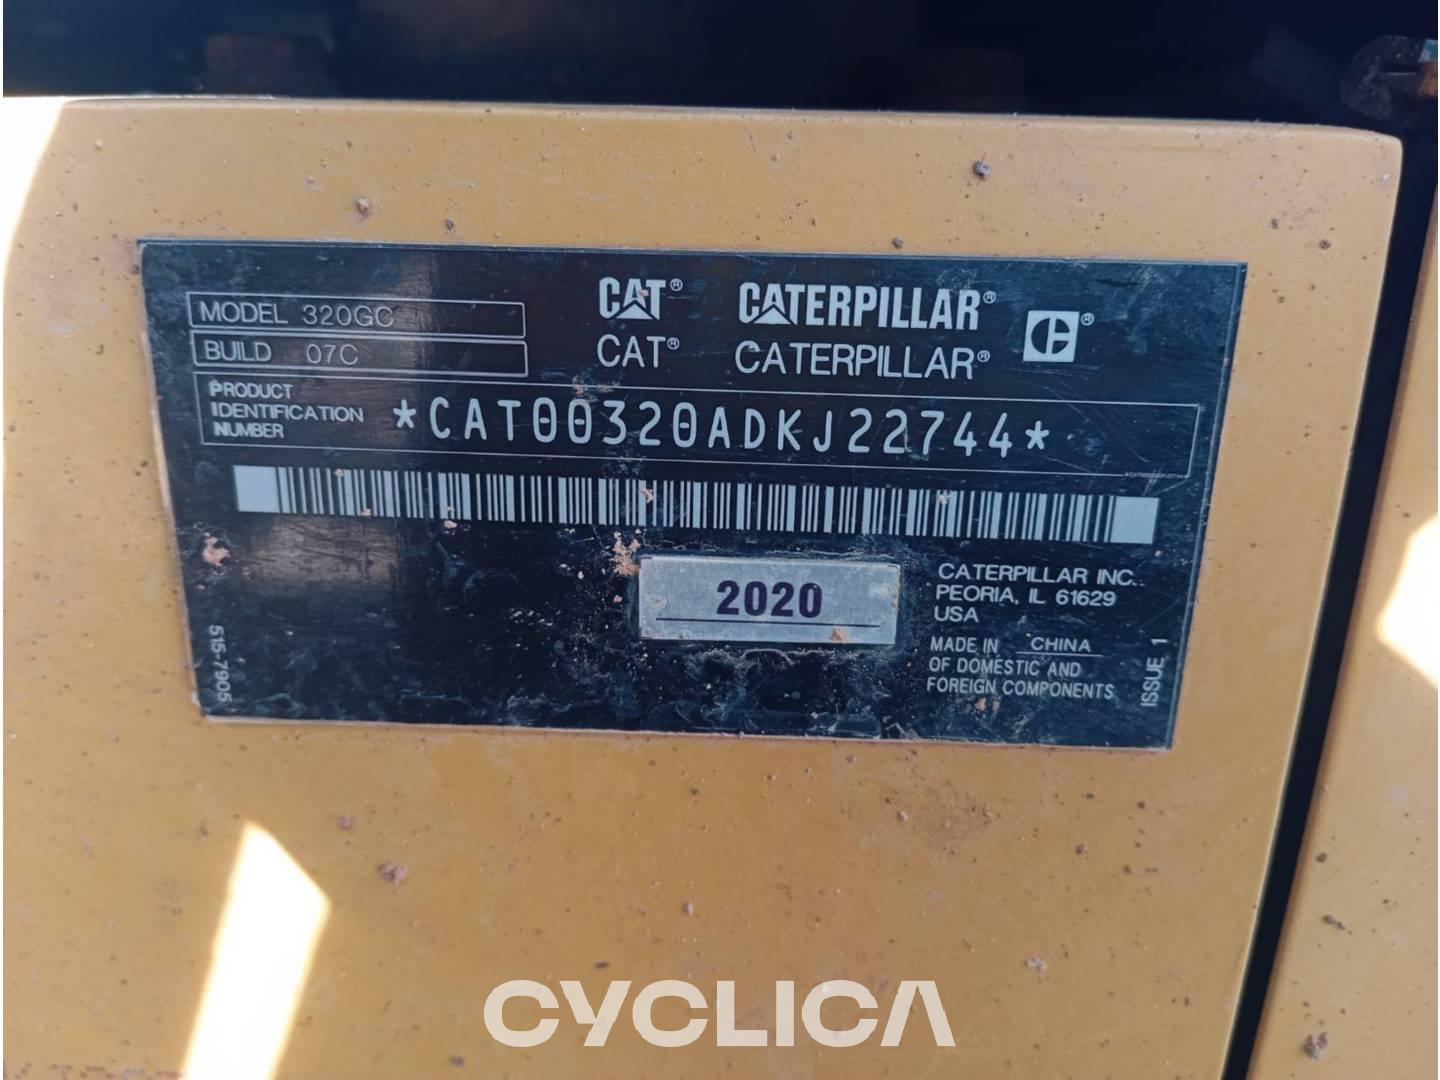 MODEL 320GC
BUILD 07C
CAT® CATERPILLAR®
CAT® CATERPILLAR®
C®
PRODUCT
IDENTIFICATION
NUMBER
*CAT00320ADKJ22744*
2020
CATERPILLAR INC.
PEORIA, IL 61629
USA
MADE IN CHINA
OF DOMESTIC AND
FOREIGN COMPONENTS
515-7905
ISSUE 1
CYCLICA